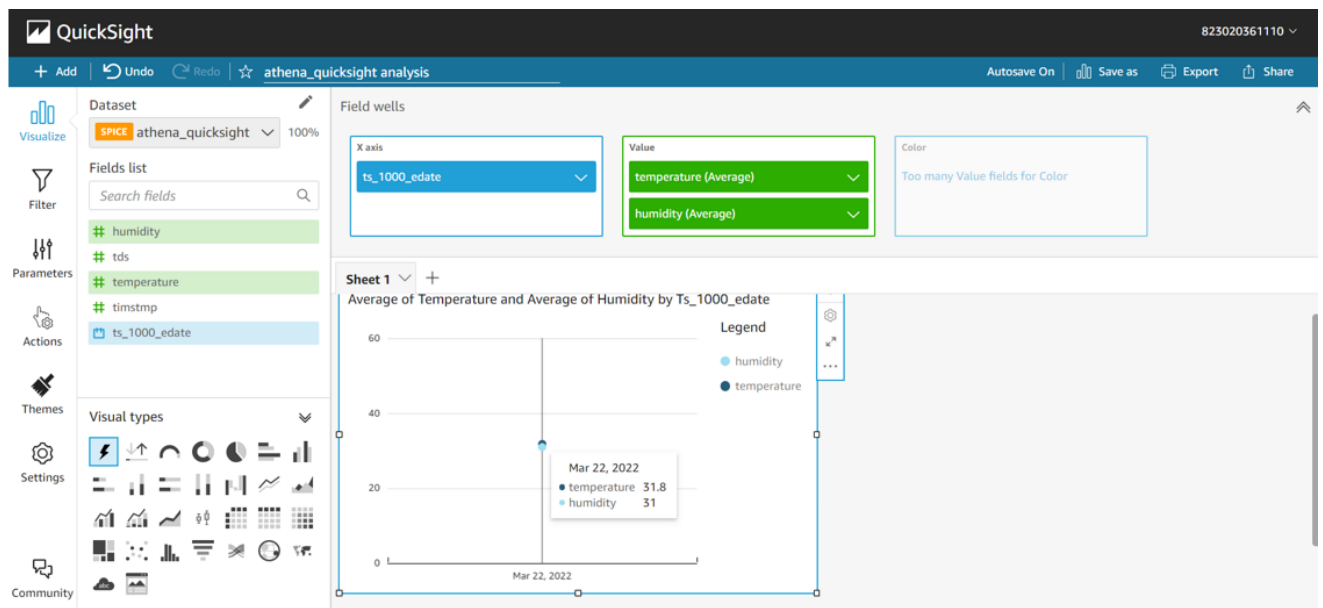 QuickSight
823020361110
+ Add
Undo
Redo
athena_quicksight analysis
Autosave On
Save as
Export
Share
Visualize
Filter
Parameters
Actions
Themes
Settings
Community
Dataset
SPICE athena_quicksight 100%
Fields list
Search fields
# humidity
# tds
# temperature
# timstmp
ts_1000_edate
Visual types
abc
Field wells
X axis
ts_1000_edate
Value
temperature (Average)
humidity (Average)
Color
Too many Value fields for Color
Sheet 1 +
Average of Temperature and Average of Humidity by Ts_1000_edate
Legend
humidity
temperature
60
40
20
0
Mar 22, 2022
temperature 31.8
humidity 31
Mar 22, 2022